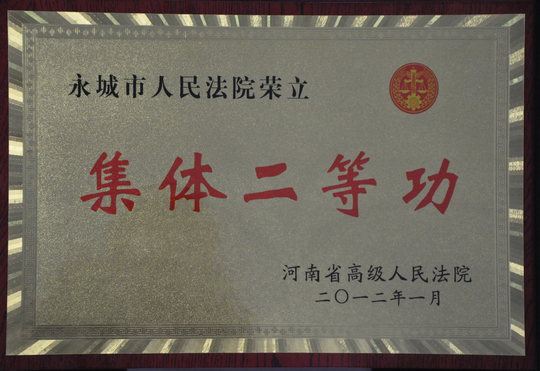 永城市人民法院荣立
集体二等功
河南省高级人民法院
二〇一二年一月